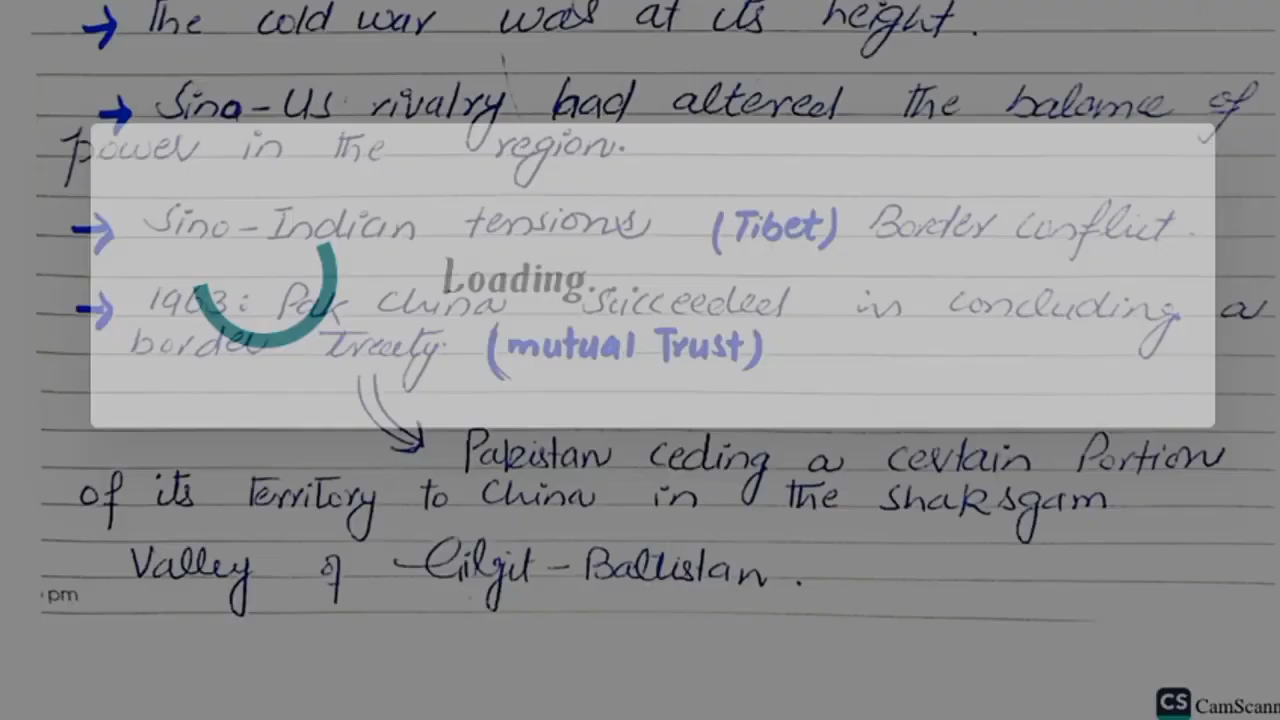 → The cold war was at its height.
→ Sino-US rivalry had altered the balance of
power in the region.
→ Sino-Indian tensions (Tibet) Border conflict.
Loading.
→ 1963: Pak China succeeded in concluding a
border Treaty. (mutual Trust)
Pakistan ceding a certain Portion
of its Territory to China in the shaksgam
Valley of Gilgit-Baltistan.
pm
CS CamScann